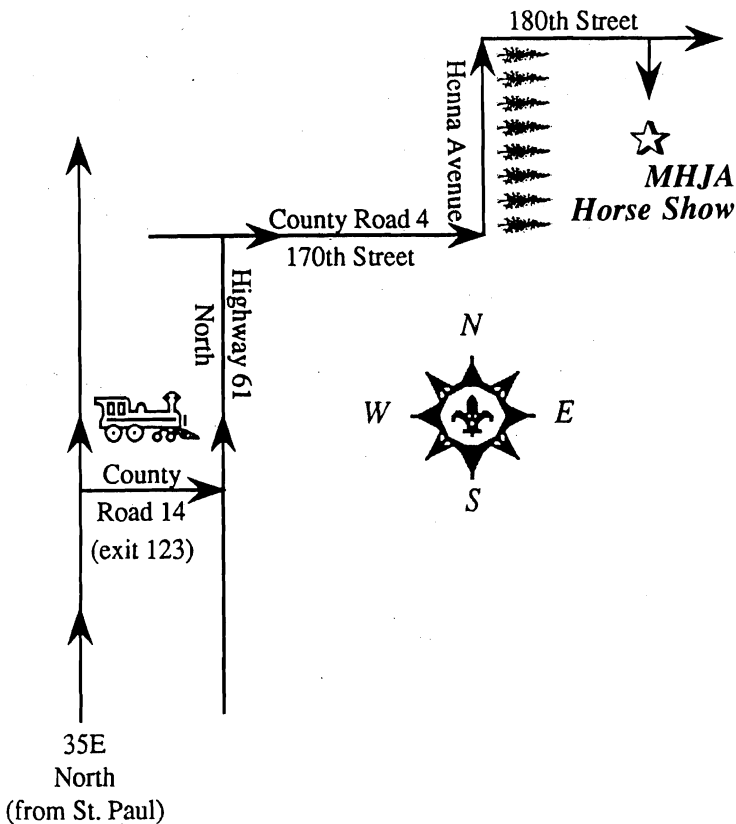 180th Street
Henna Avenue
MHJA
Horse Show
County Road 4
170th Street
Highway 61
North
N
W
E
S
County
Road 14
(exit 123)
35E
North
(from St. Paul)